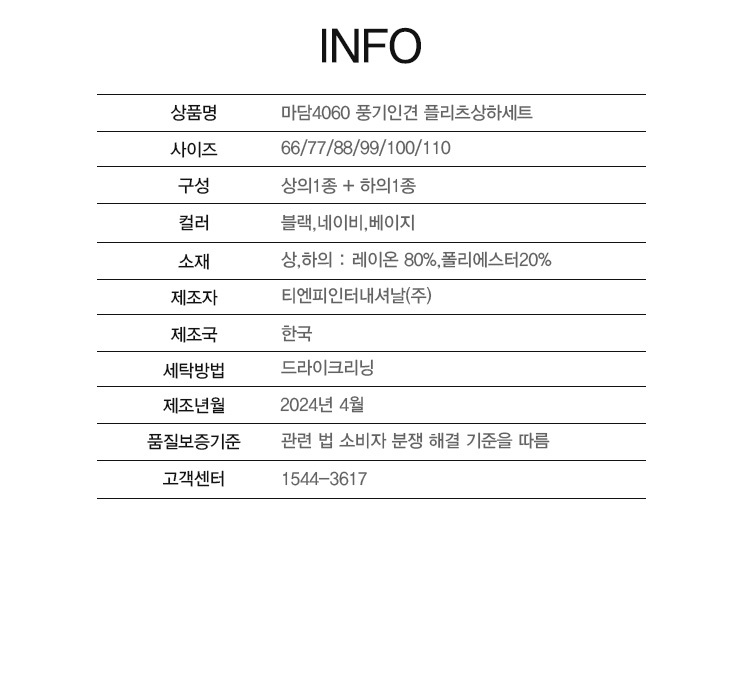 INFO
상품명 마담4060 풍기인견 플리츠상하세트
사이즈 66/77/88/99/100/110
구성 상의1종 + 하의1종
컬러 블랙,네이비,베이지
소재 상,하의 : 레이온 80%,폴리에스터20%
제조자 티엔피인터내셔날(주)
제조국 한국
세탁방법 드라이크리닝
제조년월 2024년 4월
품질보증기준 관련 법 소비자 분쟁 해결 기준을 따름
고객센터 1544-3617